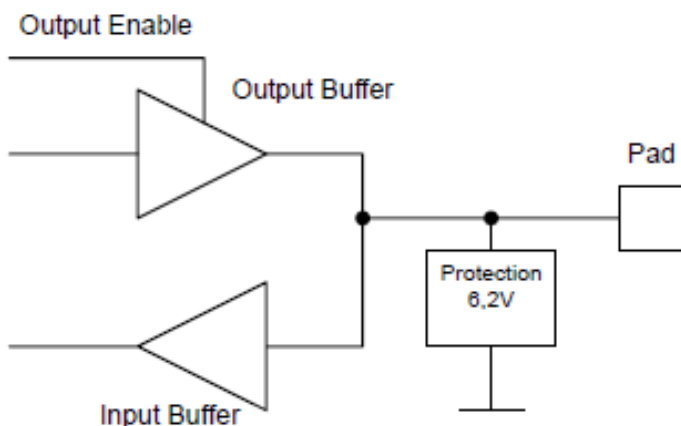 Output Enable
Output Buffer
Pad
Protection
6,2V
Input Buffer